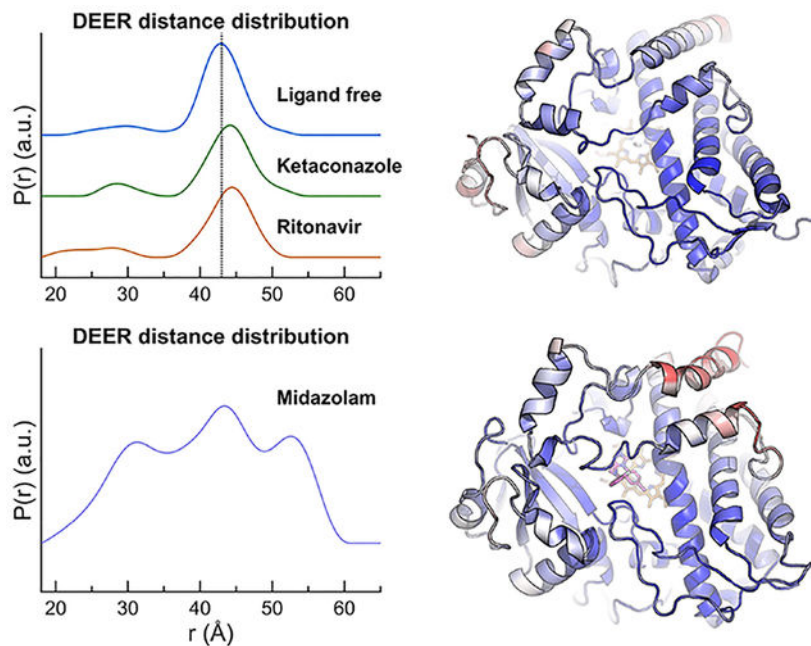 DEER distance distribution
P(r) (a.u.)
Ligand free
Ketaconazole
Ritonavir
20 30 40 50 60
DEER distance distribution
P(r) (a.u.)
Midazolam
20 30 40 50 60
r (Å)